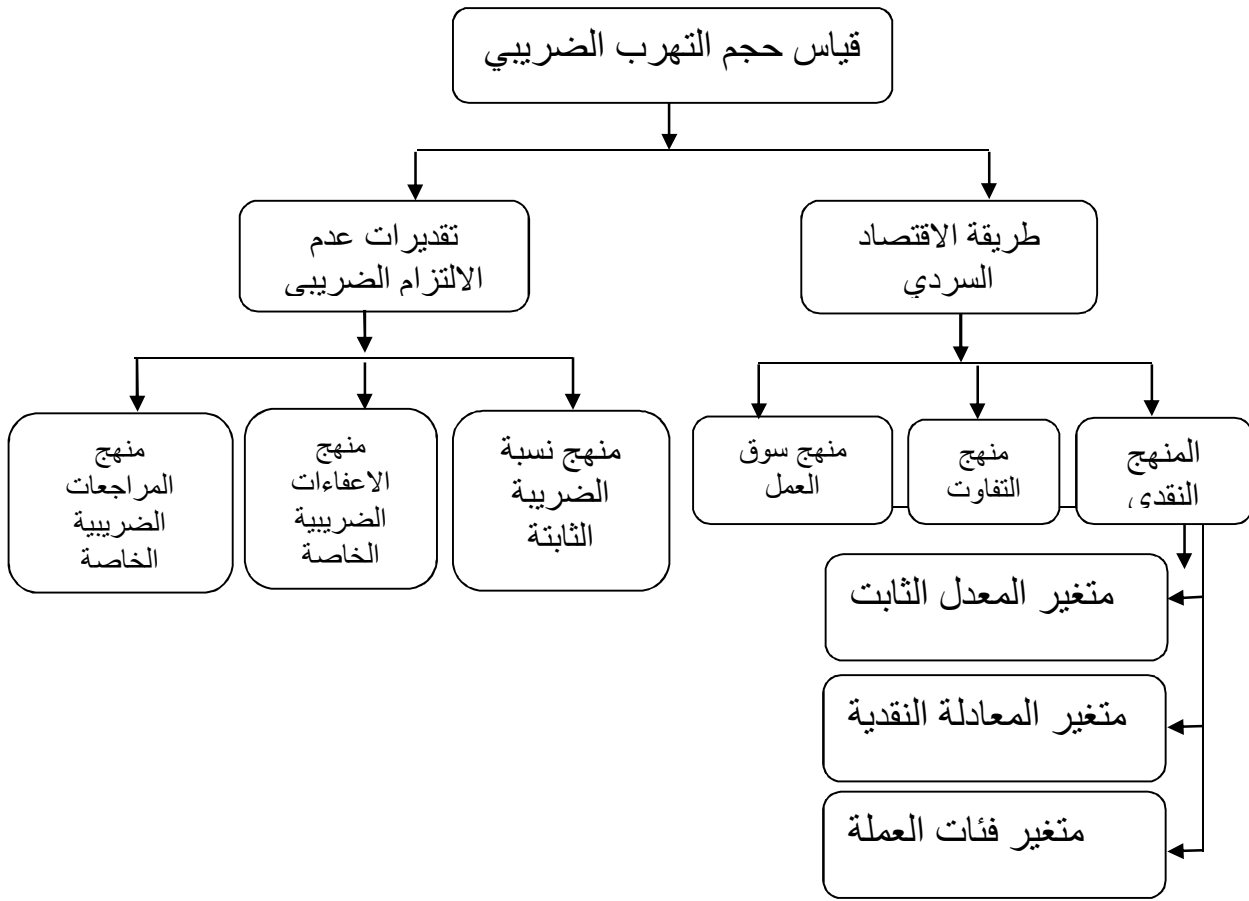 قياس حجم التهرب الضريبي
طريقة الاقتصاد
السردي
تقديرات عدم
الالتزام الضريبي
المنهج
النقدي
منهج
التفاوت
منهج سوق
العمل
منهج نسبة
الضريبة
الثابتة
منهج
الاعفاءات
الضريبية
الخاصة
منهج
المراجعات
الضريبية
الخاصة
متغير المعدل الثابت
متغير المعادلة النقدية
متغير فئات العملة